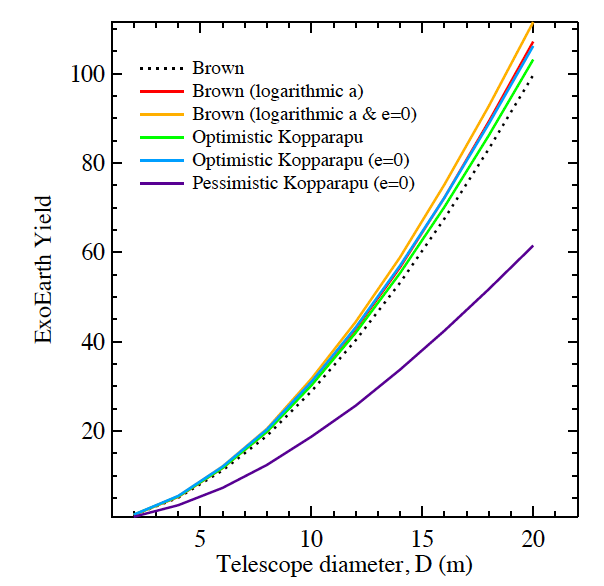 100
80
60
40
20
ExoEarth Yield
Brown
Brown (logarithmic a)
Brown (logarithmic a & e=0)
Optimistic Kopparapu
Optimistic Kopparapu (e=0)
Pessimistic Kopparapu (e=0)
5 10 15 20
Telescope diameter, D (m)